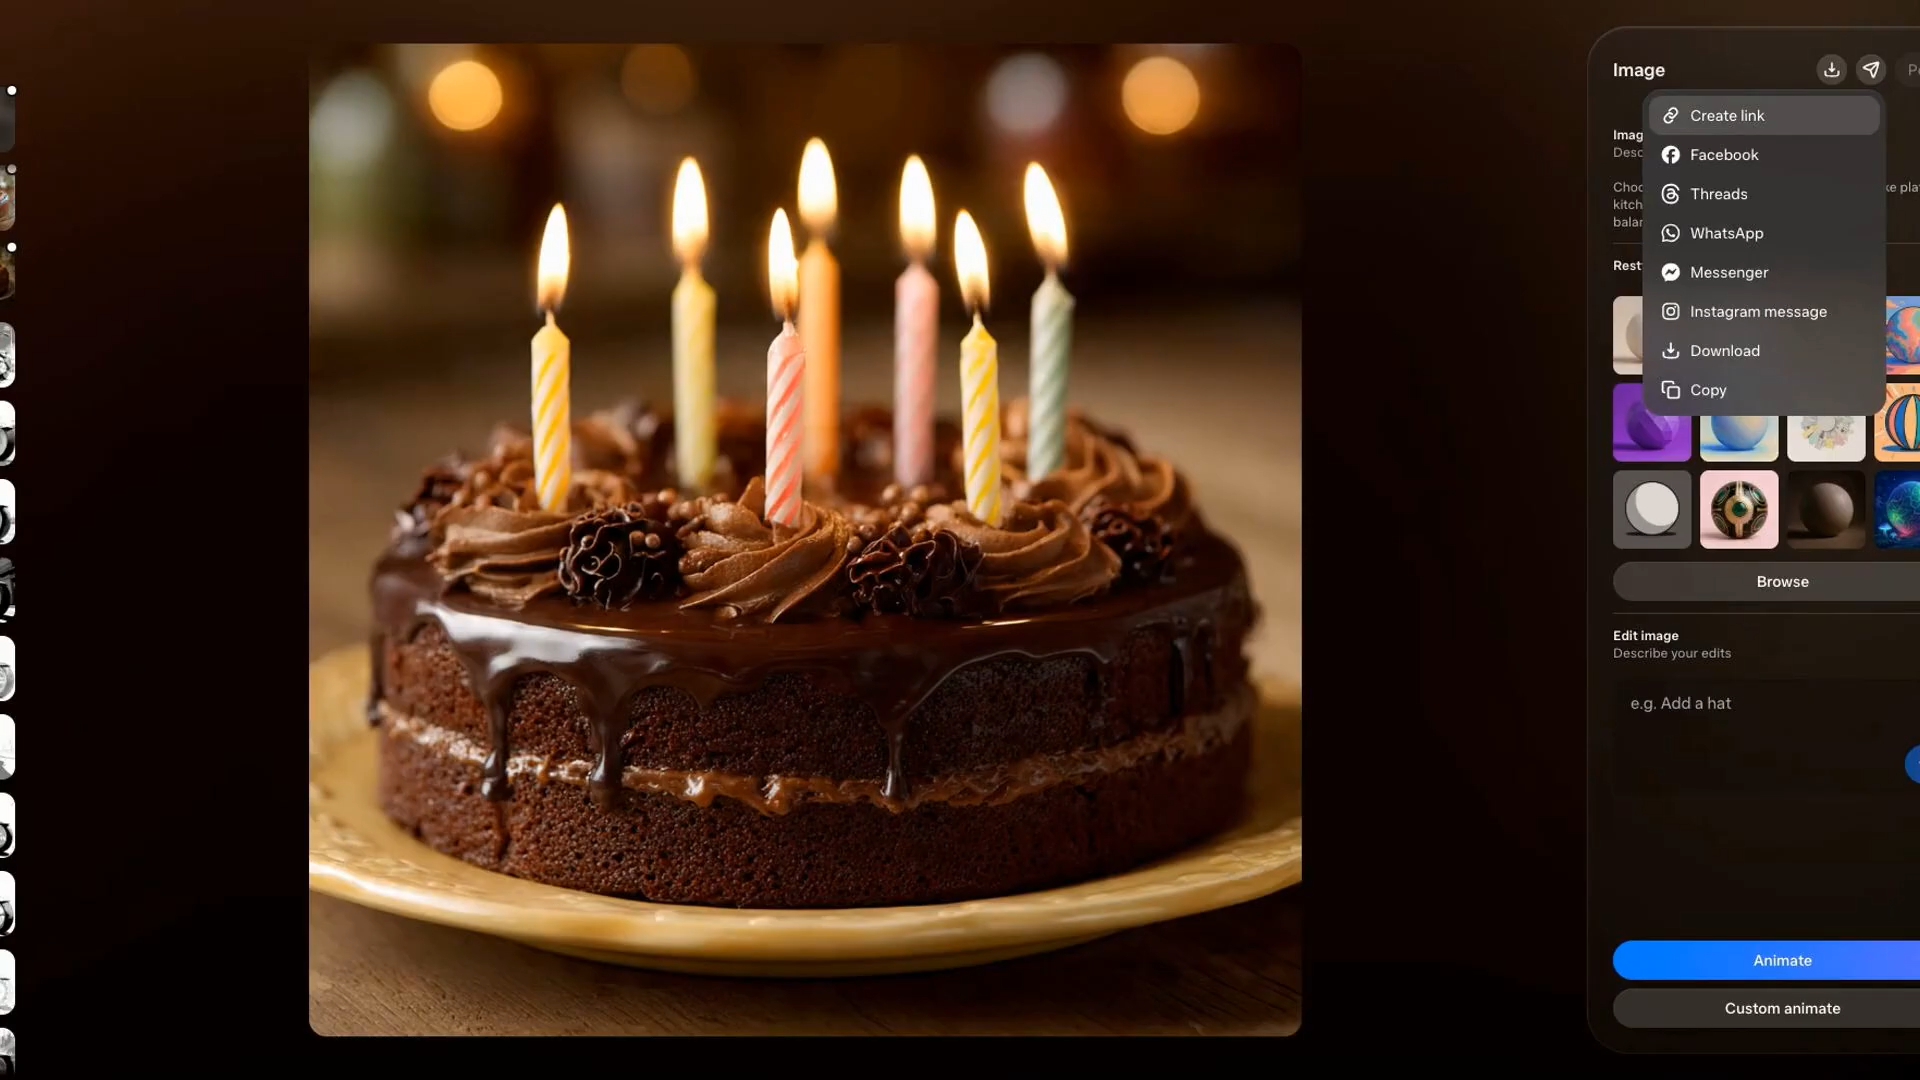 Image
Create link
Facebook
Threads
WhatsApp
Messenger
Instagram message
Download
Copy
Browse
Edit image
Describe your edits
e.g. Add a hat
Animate
Custom animate